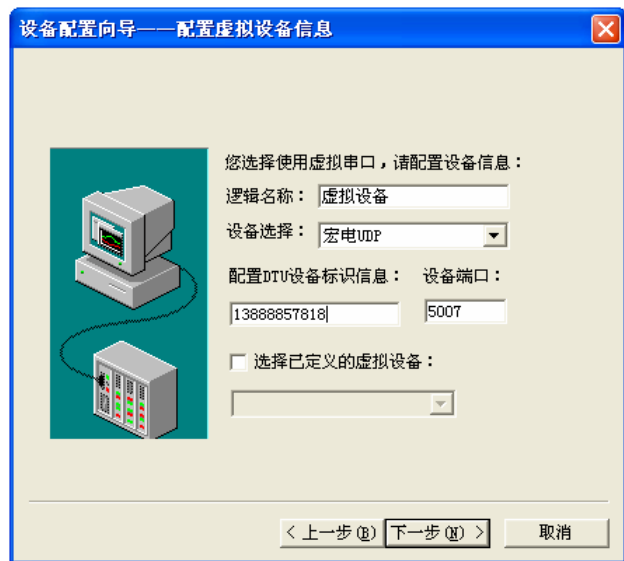 设备配置向导——配置虚拟设备信息
您选择使用虚拟串口，请配置设备信息：
逻辑名称： 虚拟设备
设备选择： 宏电UDP
配置DTU设备标识信息： 设备端口：
13888857818 5007
选择已定义的虚拟设备：
< 上一步(B) 下一步(N) > 取消